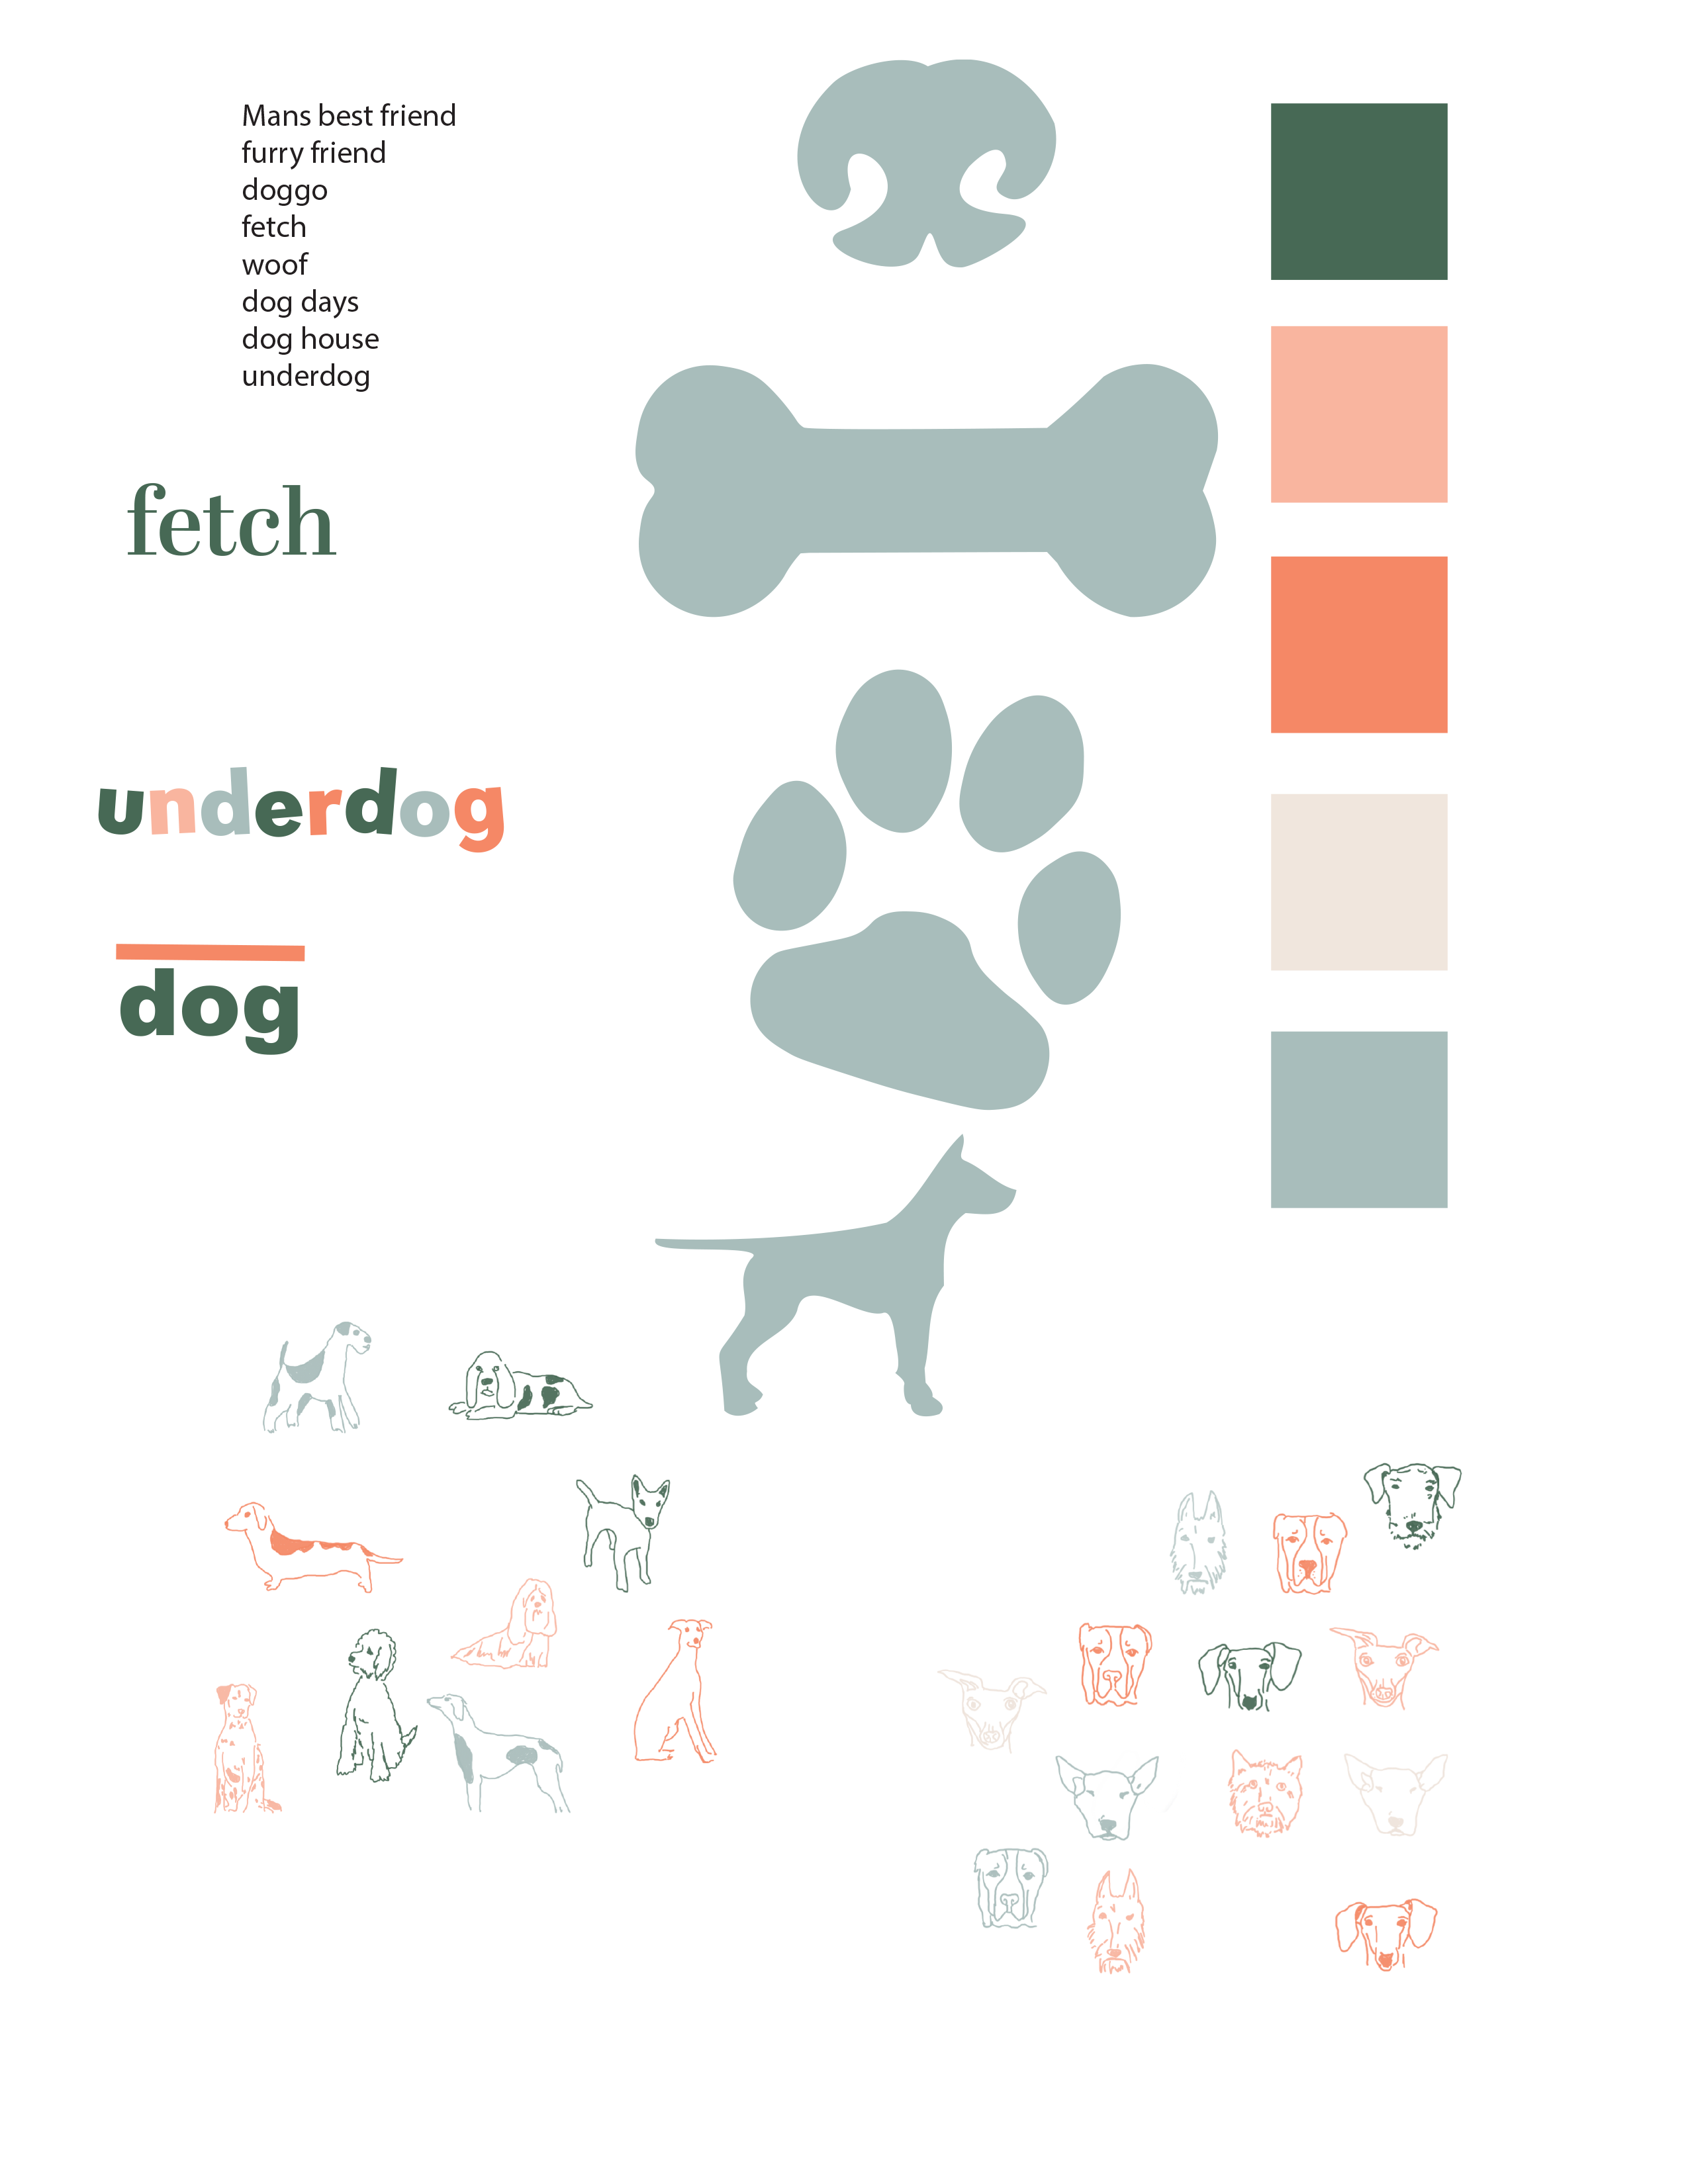 Mans best friend
furry friend
doggo
fetch
woof
dog days
dog house
underdog
fetch
underdog
dog